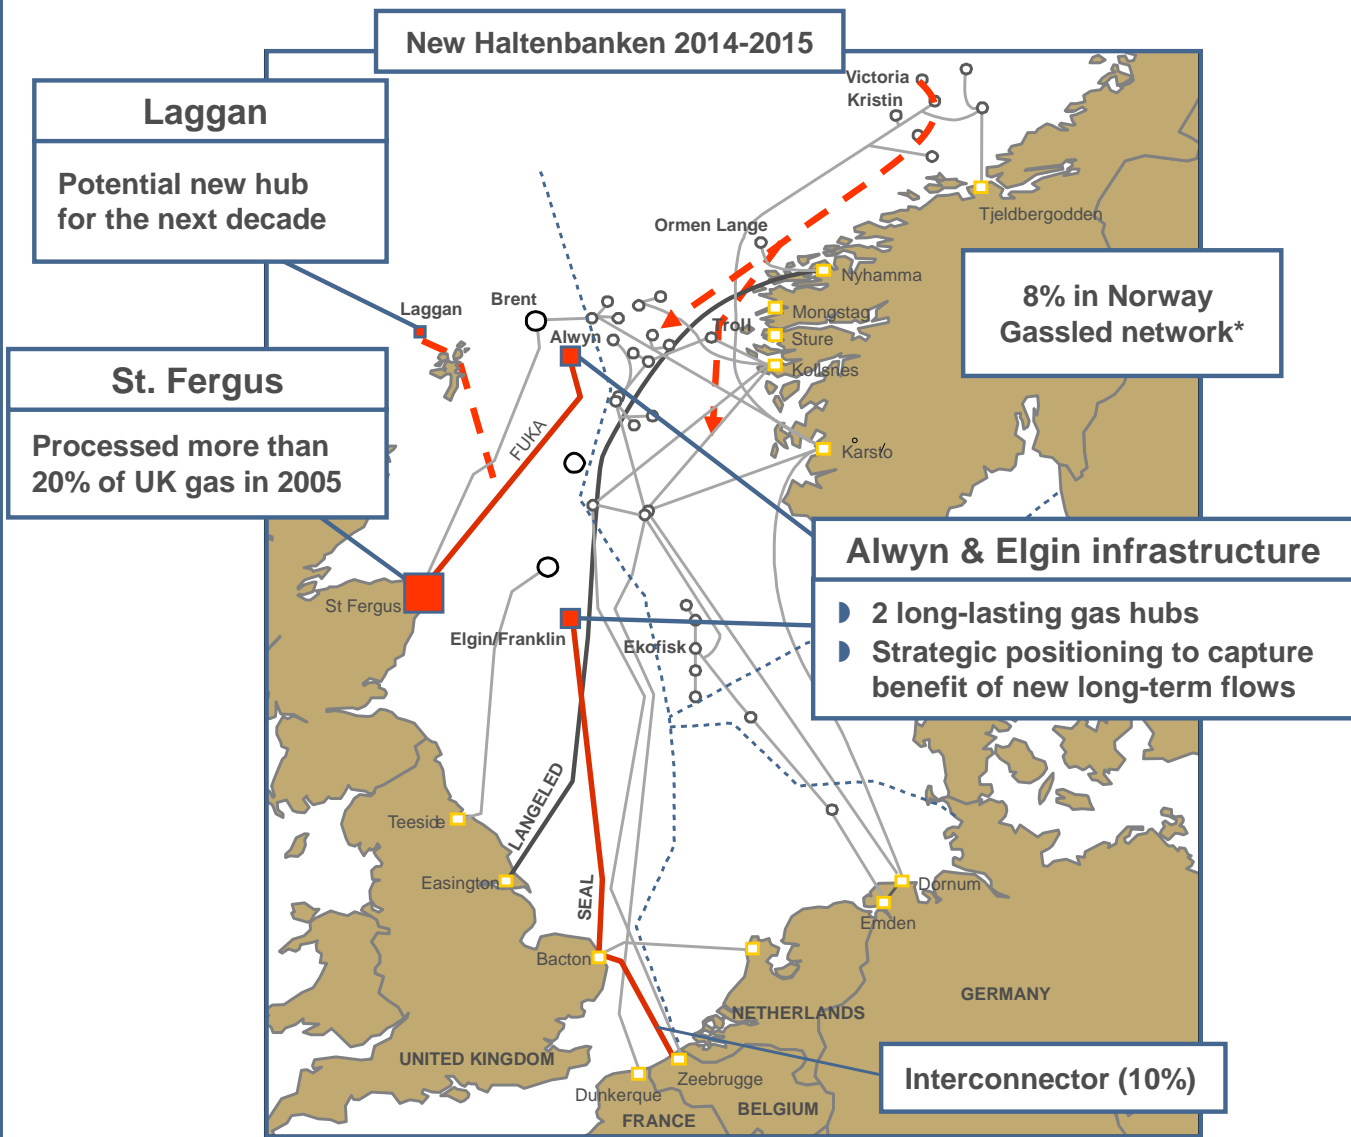 New Haltenbanken 2014-2015
Laggan
Potential new hub
for the next decade
St. Fergus
Processed more than
20% of UK gas in 2005
Victoria
Kristin
Tjeldbergodden
Ormen Lange
Nyhamma
8% in Norway
Gassled network*
Laggan
Brent
Alwyn
Troll
Mongstag
Sture
Kollsnes
Karsto
FUKA
St Fergus
Elgin/Franklin
Ekofisk
Alwyn & Elgin infrastructure
2 long-lasting gas hubs
Strategic positioning to capture
benefit of new long-term flows
LANGELED
SEAL
Teeside
Easington
Bacton
Dornum
Emden
NETHERLANDS
GERMANY
UNITED KINGDOM
Zeebrugge
Dunkerque
BELGIUM
FRANCE
Interconnector (10%)